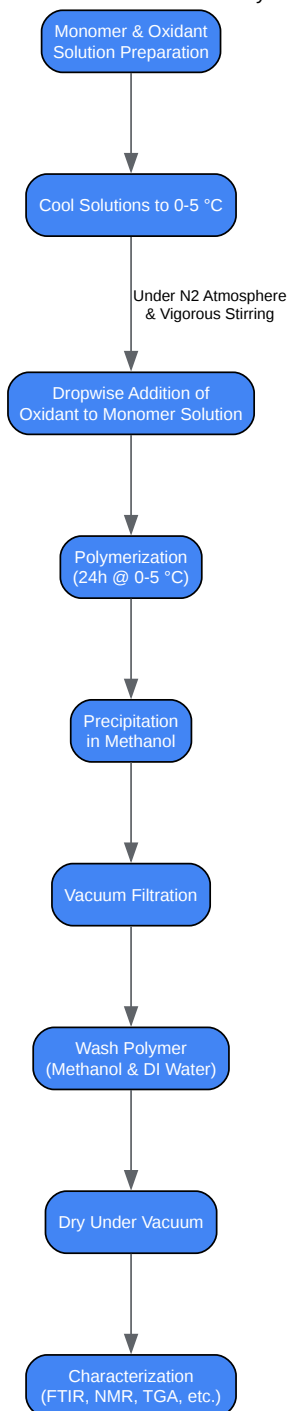 Monomer & Oxidant
Solution Preparation
Cool Solutions to 0-5 °C
Under N2 Atmosphere
& Vigorous Stirring
Dropwise Addition of
Oxidant to Monomer Solution
Polymerization
(24h @ 0-5 °C)
Precipitation
in Methanol
Vacuum Filtration
Wash Polymer
(Methanol & DI Water)
Dry Under Vacuum
Characterization
(FTIR, NMR, TGA, etc.)